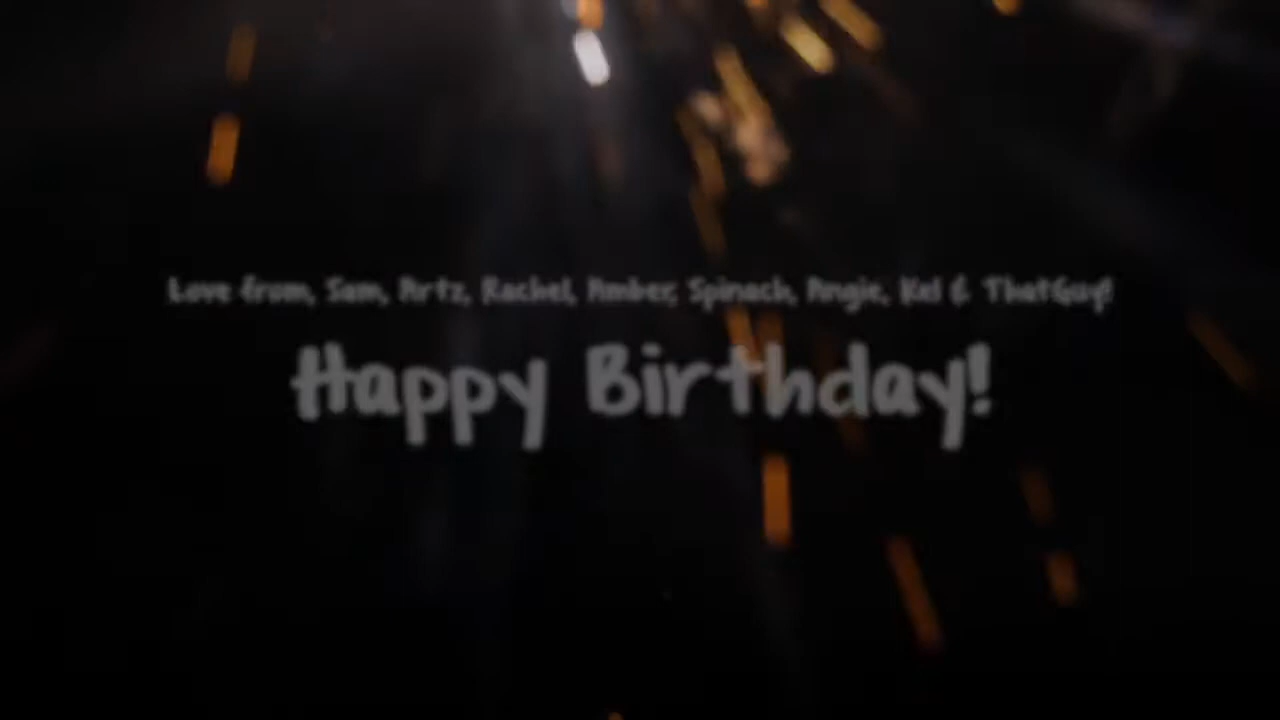 Love from, Sam, Artz, Rachel, Amber, Spinach, Angie, Kel & ThatGuy!
Happy Birthday!